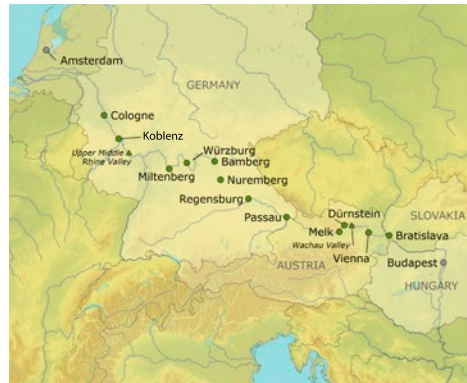 Amsterdam
GERMANY
Cologne
Koblenz
Upper Middle
Rhine Valley
Würzburg
Bamberg
Miltenberg
Nuremberg
Regensburg
Passau
Dürnstein
SLOVAKIA
Melk
Bratislava
Wachau Valley
Vienna
AUSTRIA
Budapest
HUNGARY